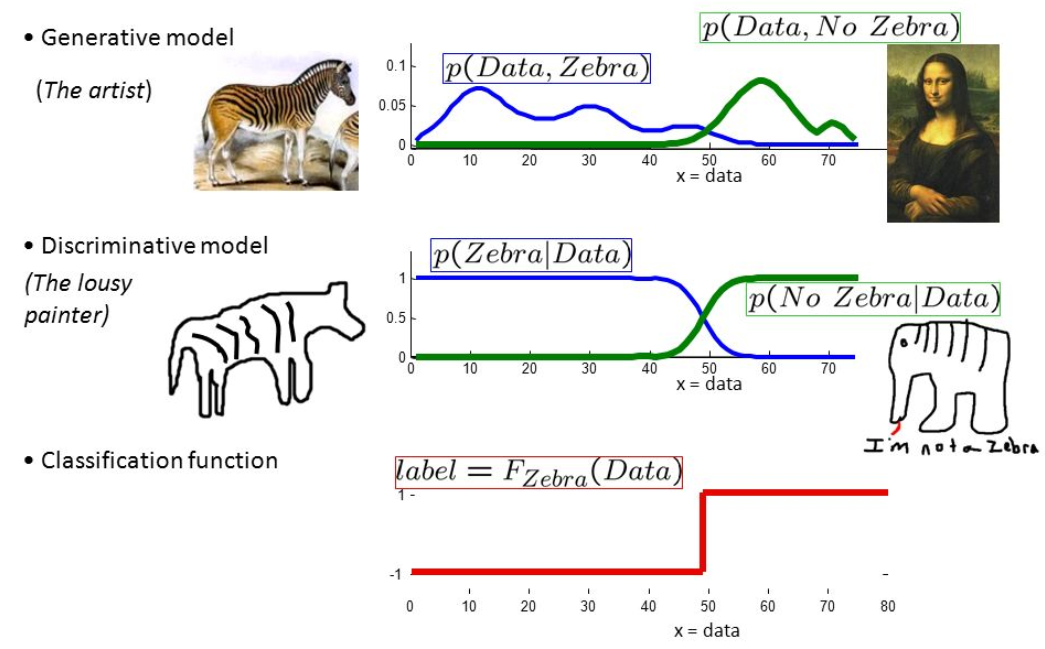 • Generative model
(The artist)
p(Data, Zebra)
p(Data, No Zebra)
0.1
0.05
0
0 10 20 30 40 50 60 70
x = data
• Discriminative model
(The lousy
painter)
p(Zebra|Data)
p(No Zebra|Data)
1
0.5
0
0 10 20 30 40 50 60 70
x = data
I'm not a Zebra
• Classification function
label = F_Zebra(Data)
1
-1
0 10 20 30 40 50 60 70 80
x = data